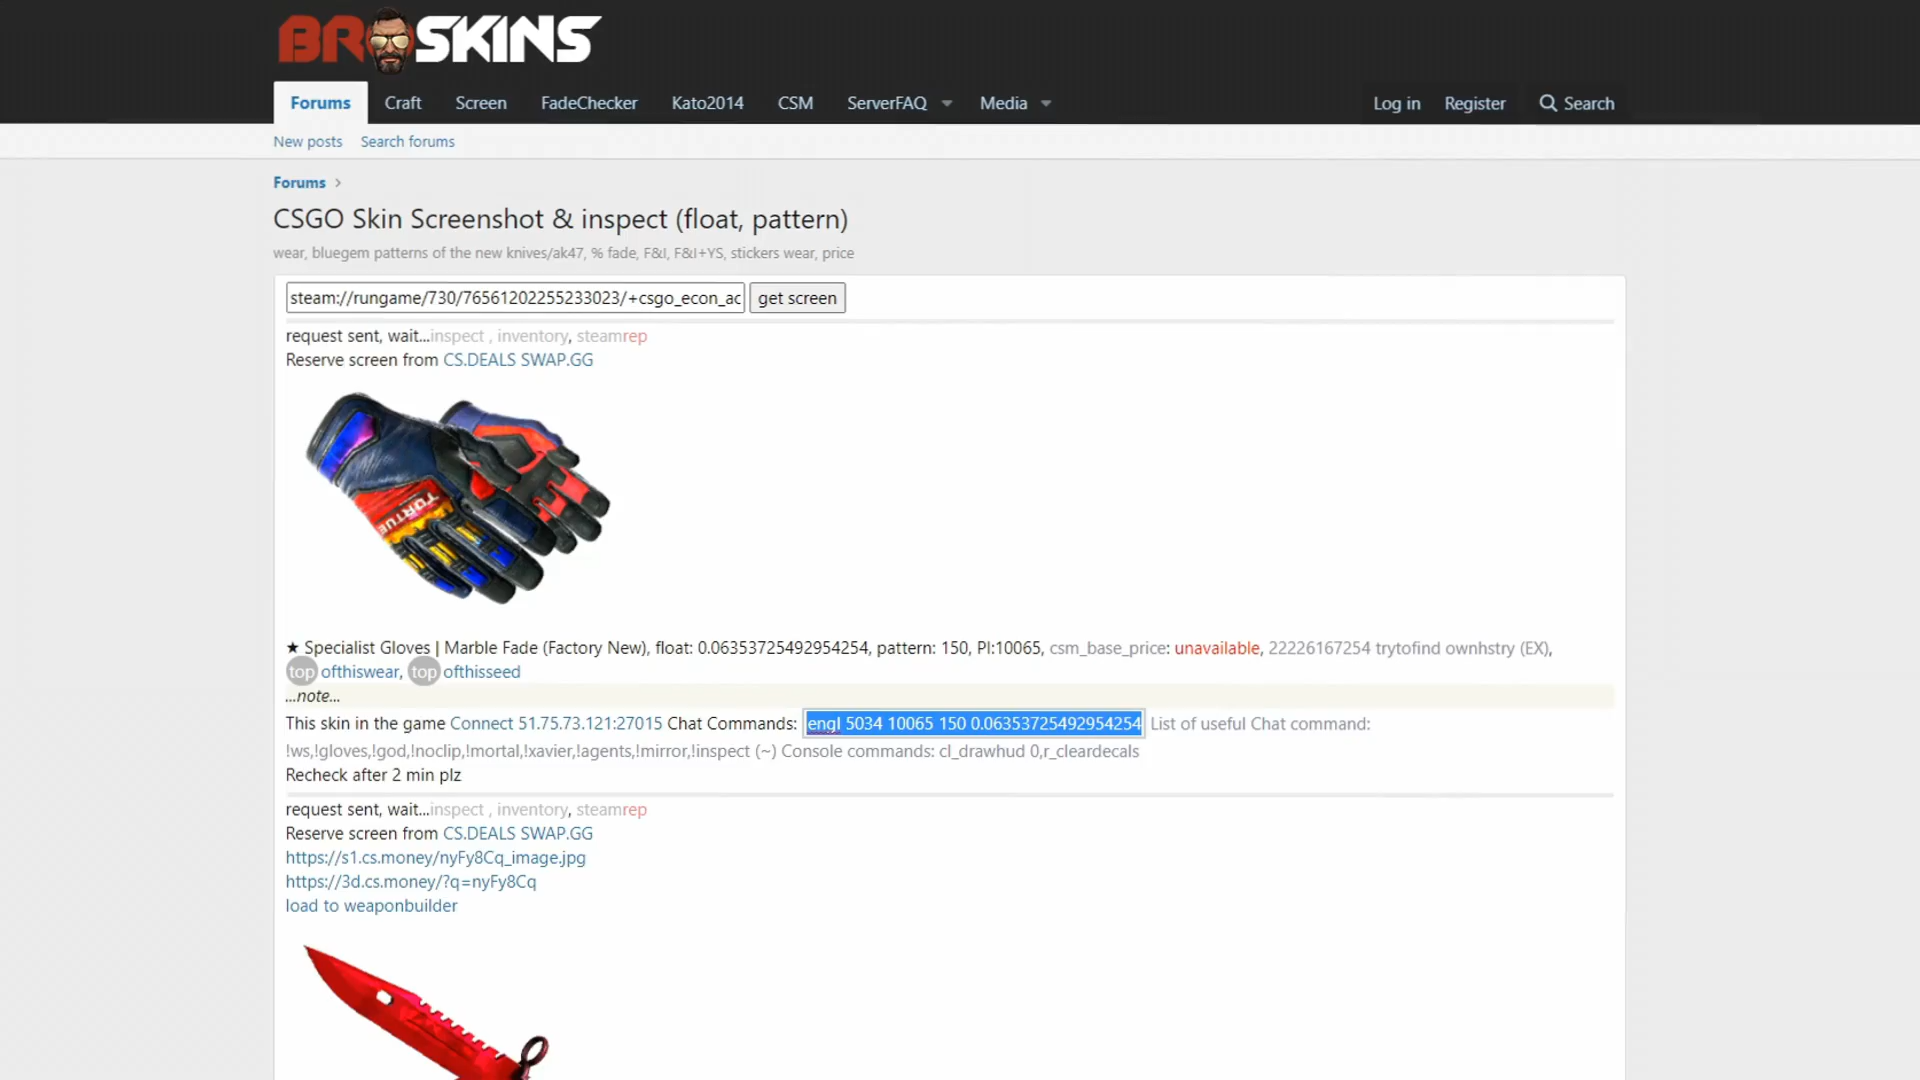 BROSKINS
Forums Craft Screen FadeChecker Kato2014 CSM ServerFAQ Media Log in Register Search
New posts Search forums
Forums
CSGO Skin Screenshot & inspect (float, pattern)
wear, bluegem patterns of the new knives/ak47, % fade, F&I, F&I+YS, stickers wear, price
steam://rungame/730/76561202255233023/+csgo_econ_ac get screen
request sent, wait...inspect , inventory, steamrep
Reserve screen from CS.DEALS SWAP.GG
FORTUE
★ Specialist Gloves | Marble Fade (Factory New), float: 0.06353725492954254, pattern: 150, PI:10065, csm_base_price: unavailable, 22226167254 trytofind ownhstry (EX),
top ofthiswear, top ofthisseed
...note...
This skin in the game Connect 51.75.73.121:27015 Chat Commands: engl 5034 10065 150 0.06353725492954254 List of useful Chat command:
!ws,!gloves,!god,!noclip,!mortal,!xavier,!agents,!mirror,!inspect (~) Console commands: cl_drawhud 0,r_cleardecals
Recheck after 2 min plz
request sent, wait...inspect , inventory, steamrep
Reserve screen from CS.DEALS SWAP.GG
https://s1.cs.money/nyFy8Cq_image.jpg
https://3d.cs.money/?q=nyFy8Cq
load to weaponbuilder